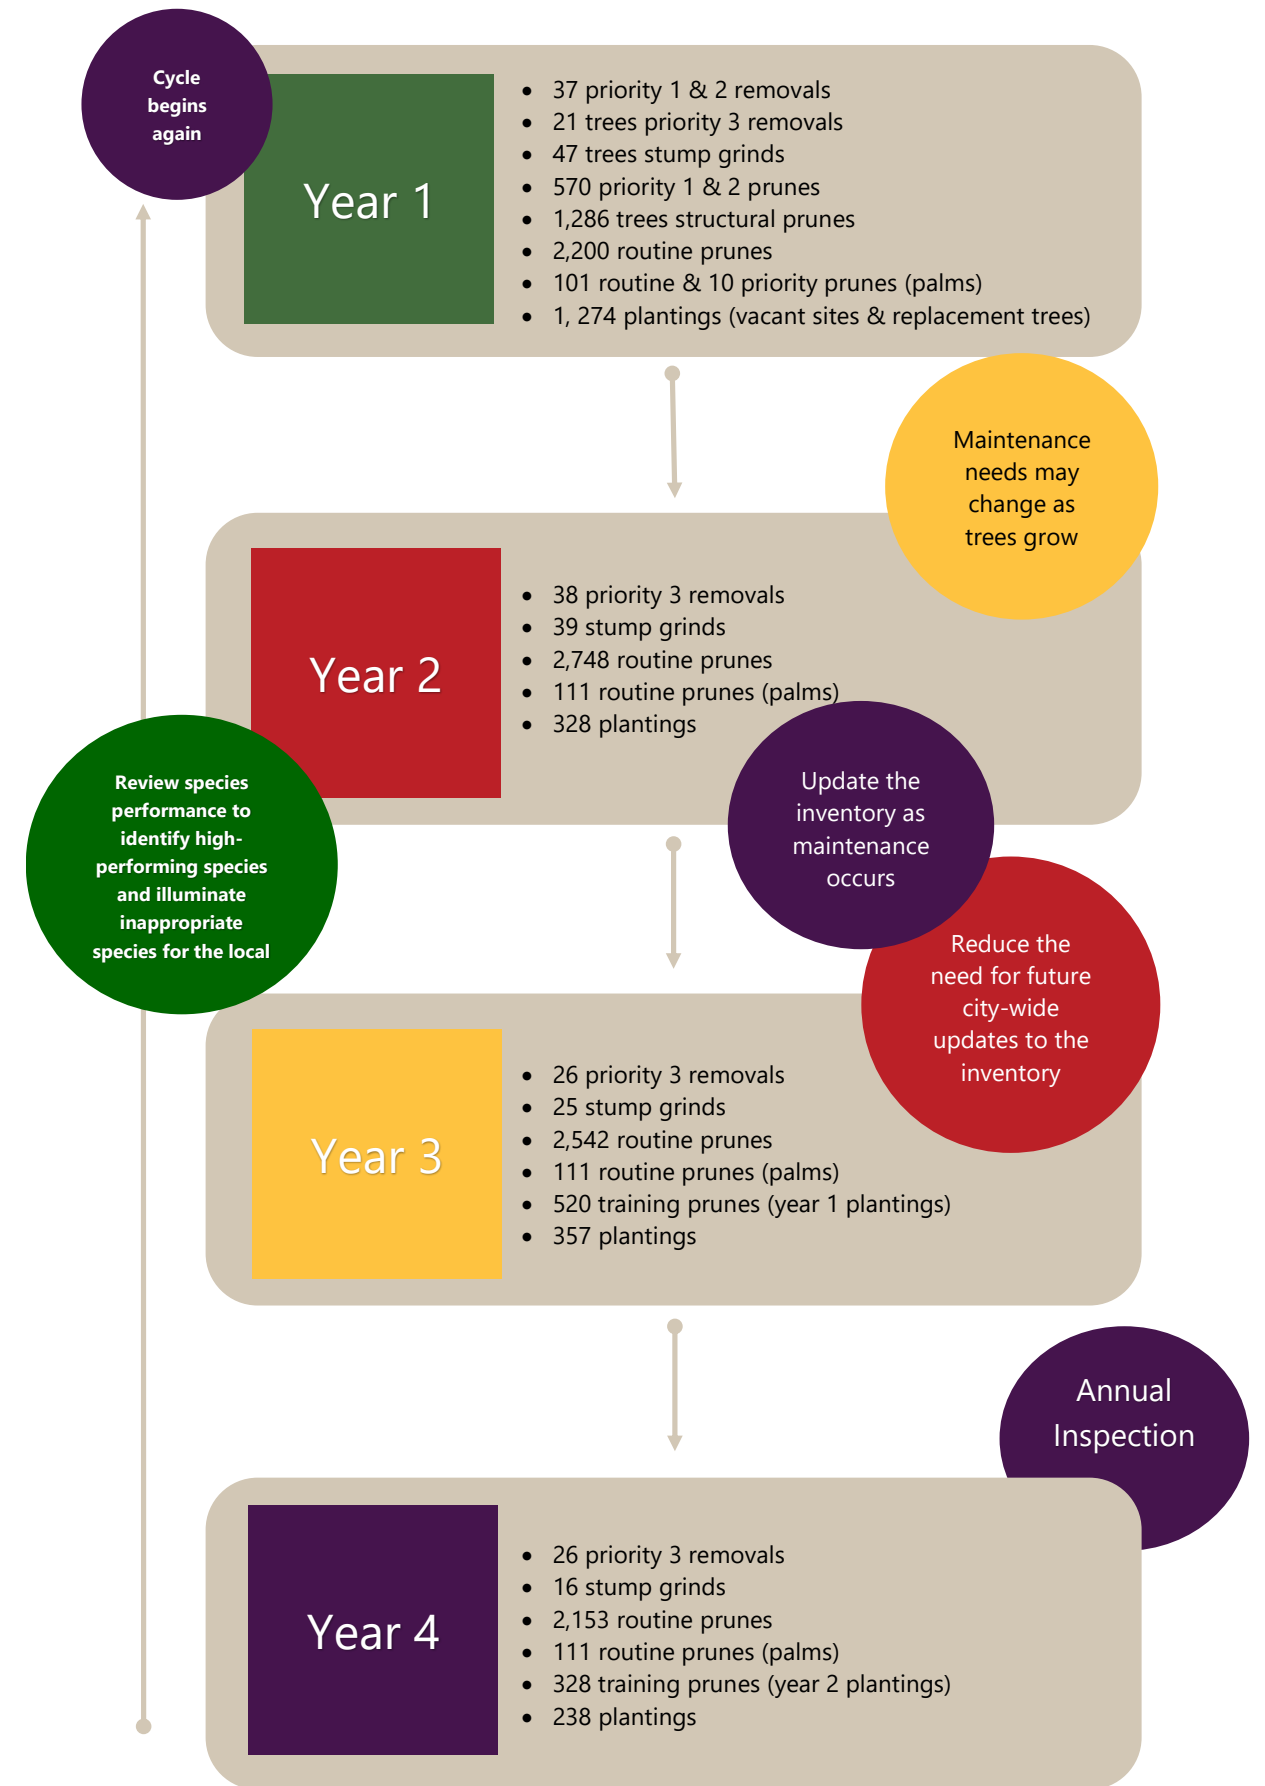 Cycle
begins
again
Year 1
• 37 priority 1 & 2 removals
• 21 trees priority 3 removals
• 47 trees stump grinds
• 570 priority 1 & 2 prunes
• 1,286 trees structural prunes
• 2,200 routine prunes
• 101 routine & 10 priority prunes (palms)
• 1, 274 plantings (vacant sites & replacement trees)
Maintenance
needs may
change as
trees grow
Year 2
• 38 priority 3 removals
• 39 stump grinds
• 2,748 routine prunes
• 111 routine prunes (palms)
• 328 plantings
Review species
performance to
identify high-
performing species
and illuminate
inappropriate
species for the local
Update the
inventory as
maintenance
occurs
Reduce the
need for future
city-wide
updates to the
inventory
Year 3
• 26 priority 3 removals
• 25 stump grinds
• 2,542 routine prunes
• 111 routine prunes (palms)
• 520 training prunes (year 1 plantings)
• 357 plantings
Annual
Inspection
Year 4
• 26 priority 3 removals
• 16 stump grinds
• 2,153 routine prunes
• 111 routine prunes (palms)
• 328 training prunes (year 2 plantings)
• 238 plantings